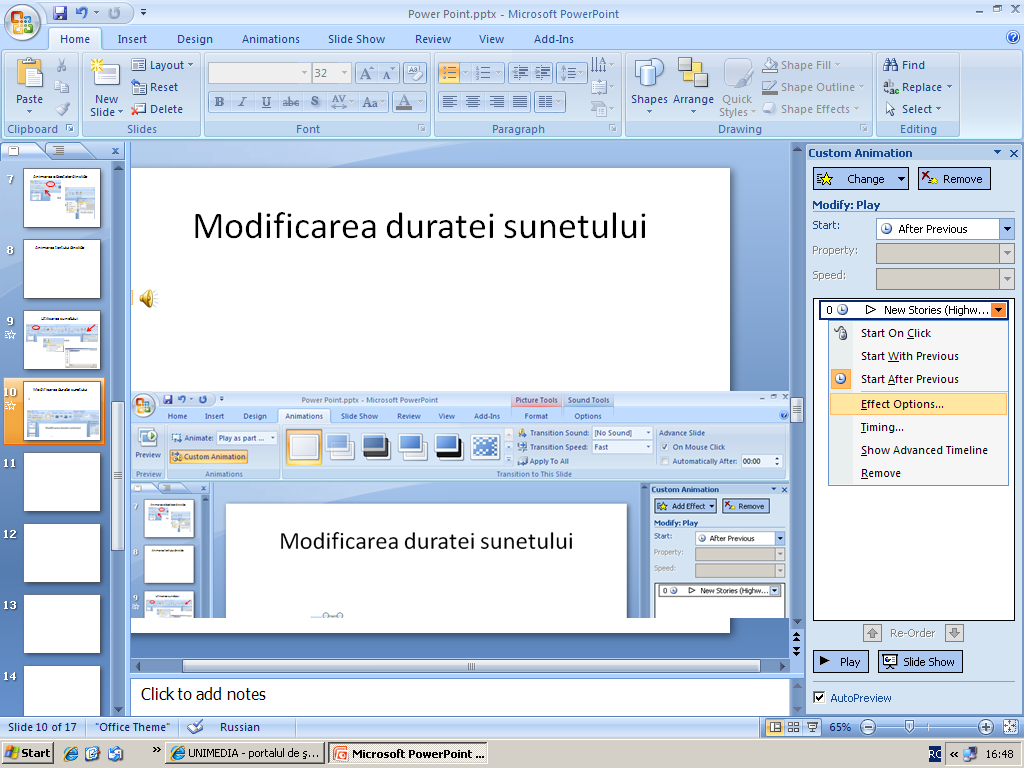 Power Point.pptx - Microsoft PowerPoint
Home Insert Design Animations Slide Show Review View Add-Ins
Paste
New Slide
Layout
Reset
Delete
32
B I U abc S AV Aa A
Shapes Arrange Quick Styles
Shape Fill
Shape Outline
Shape Effects
Find
Replace
Select
Clipboard Slides Font Paragraph Drawing Editing
7
8
9
10
11
12
13
14
Modificarea duratei sunetului
Power Point.pptx - Microsoft PowerPoint
Picture Tools Sound Tools
Home Insert Design Animations Slide Show Review View Add-Ins Format Options
Preview
Animate: Play as part ...
Custom Animation
Transition Sound: [No Sound]
Transition Speed: Fast
Apply To All
Advance Slide
On Mouse Click
Automatically After: 00:00
Preview Animations Transition to This Slide
7
8
9
Modificarea duratei sunetului
Custom Animation
Add Effect Remove
Modify: Play
Start: After Previous
Property:
Speed:
0 New Stories (Highw...
Custom Animation
Change Remove
Modify: Play
Start: After Previous
Property:
Speed:
0 New Stories (Highw...
Start On Click
Start With Previous
Start After Previous
Effect Options...
Timing...
Show Advanced Timeline
Remove
Re-Order
Play Slide Show
AutoPreview
Click to add notes
Slide 10 of 17 "Office Theme" Russian 65%
Start UNIMEDIA - portalul de ş... Microsoft PowerPoint ... RO 16:48